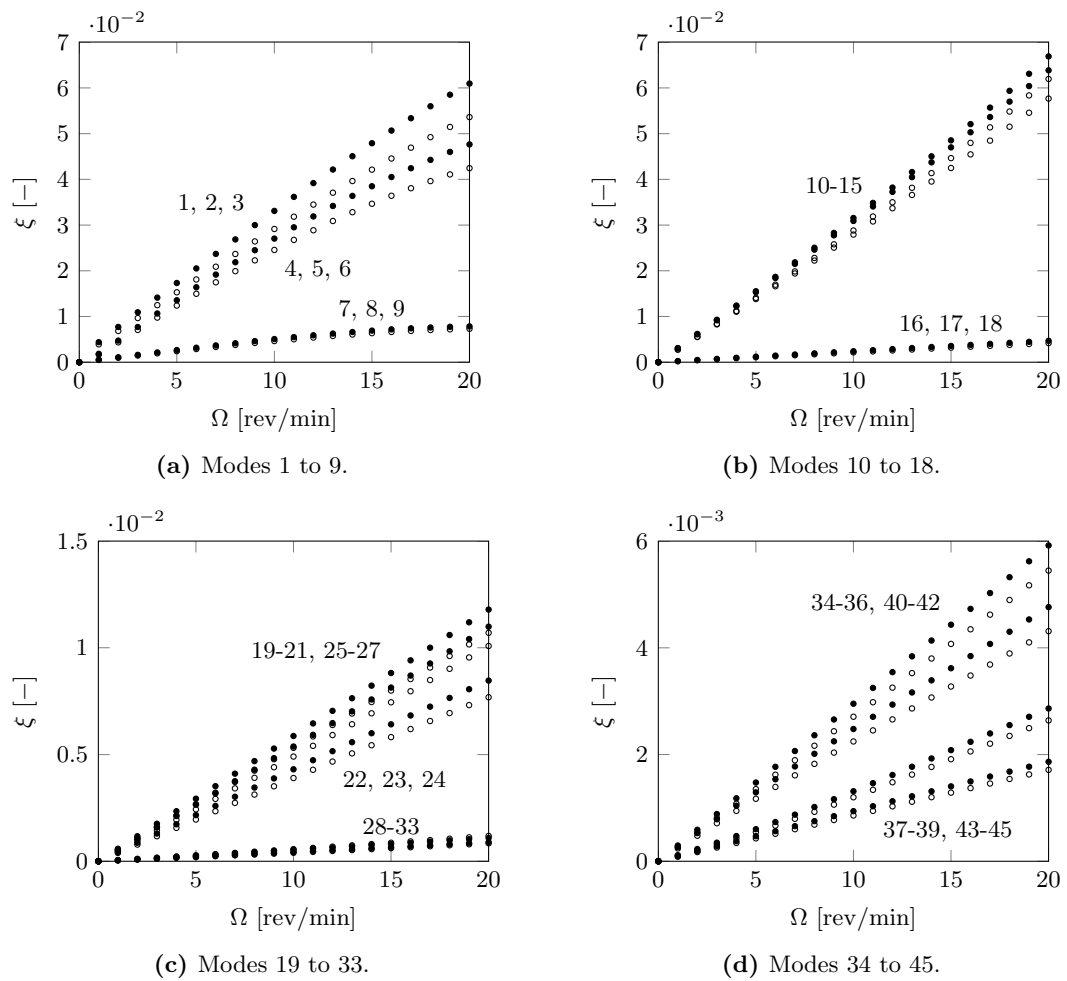 ·10−2
7
6
5
4
3
2
1
0
ξ [−]
1, 2, 3
4, 5, 6
7, 8, 9
0 5 10 15 20
Ω [rev/min]
(a) Modes 1 to 9.
·10−2
7
6
5
4
3
2
1
0
ξ [−]
10-15
16, 17, 18
0 5 10 15 20
Ω [rev/min]
(b) Modes 10 to 18.
·10−2
1.5
1
0.5
0
ξ [−]
19-21, 25-27
22, 23, 24
28-33
0 5 10 15 20
Ω [rev/min]
(c) Modes 19 to 33.
·10−3
6
4
2
0
ξ [−]
34-36, 40-42
37-39, 43-45
0 5 10 15 20
Ω [rev/min]
(d) Modes 34 to 45.